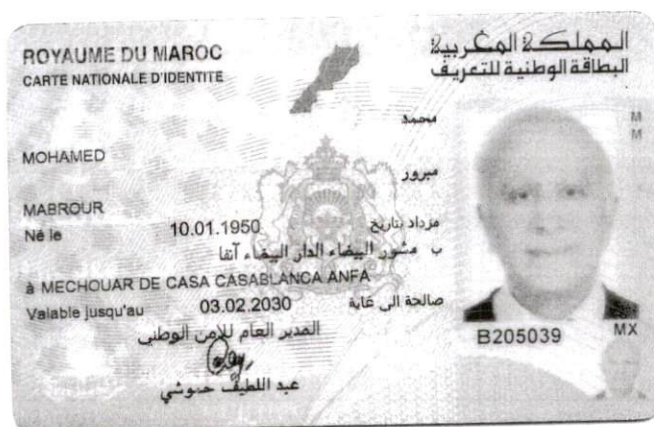 ROYAUME DU MAROC
المملكة المغربية
CARTE NATIONALE D'IDENTITE
البطاقة الوطنية للتعريف
محمد
MOHAMED
مبرور
MABROUR
Né le 10.01.1950 مزداد بتاريخ
ب مشور البيضاء الدار البيضاء آنفا
à MECHOUAR DE CASA CASABLANCA ANFA
Valable jusqu'au 03.02.2030 صالحة الى غاية
المدير العام للأمن الوطني
عبد اللطيف حموشي
B205039
MX
M
M